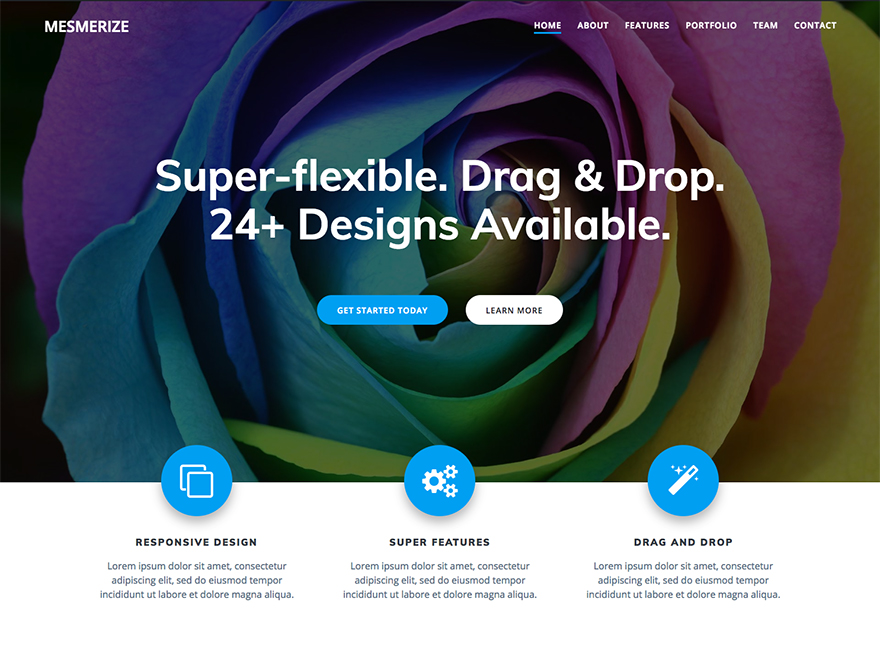 MESMERIZE
HOME ABOUT FEATURES PORTFOLIO TEAM CONTACT
Super-flexible. Drag & Drop.
24+ Designs Available.
GET STARTED TODAY
LEARN MORE
RESPONSIVE DESIGN
Lorem ipsum dolor sit amet, consectetur
adipiscing elit, sed do eiusmod tempor
incididunt ut labore et dolore magna aliqua.
SUPER FEATURES
Lorem ipsum dolor sit amet, consectetur
adipiscing elit, sed do eiusmod tempor
incididunt ut labore et dolore magna aliqua.
DRAG AND DROP
Lorem ipsum dolor sit amet, consectetur
adipiscing elit, sed do eiusmod tempor
incididunt ut labore et dolore magna aliqua.